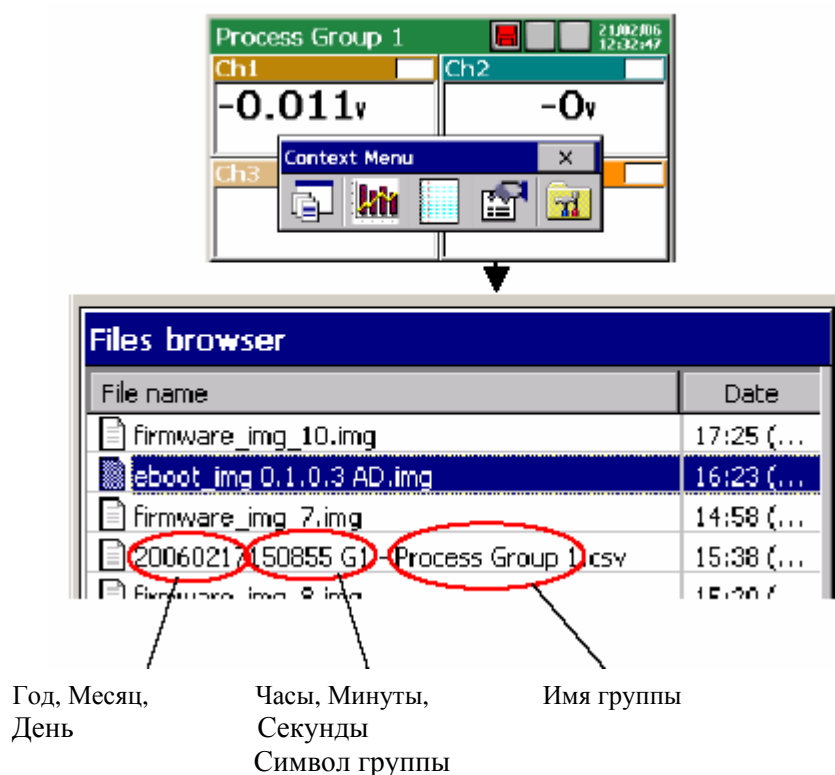 Process Group 1
21/02/06
12:32:47
Ch1
Ch2
-0.011v
-0v
Context Menu
Ch3
Files browser
File name
Date
firmware_img_10.img
17:25 (...
eboot_img 0.1.0.3 AD.img
16:23 (...
firmware_img_7.img
14:58 (...
20060217150855 G1 - Process Group 1.csv
15:38 (...
Год, Месяц,
День
Часы, Минуты,
Секунды
Символ группы
Имя группы